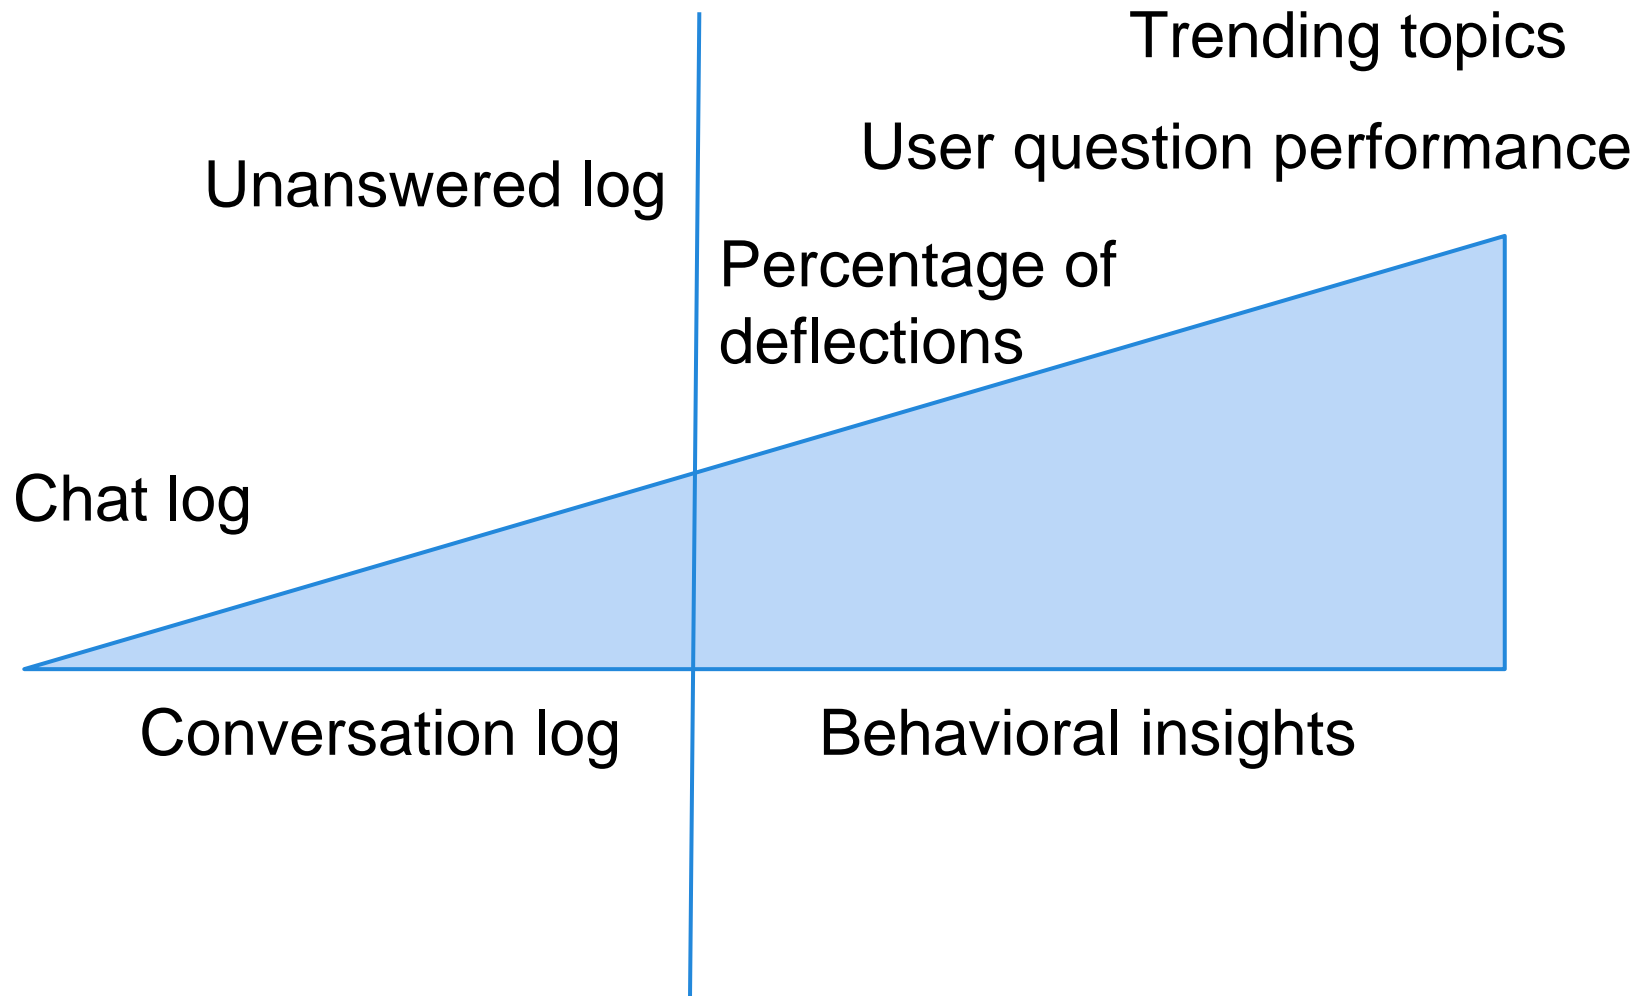 Trending topics
User question performance
Unanswered log
Percentage of
deflections
Chat log
Conversation log
Behavioral insights